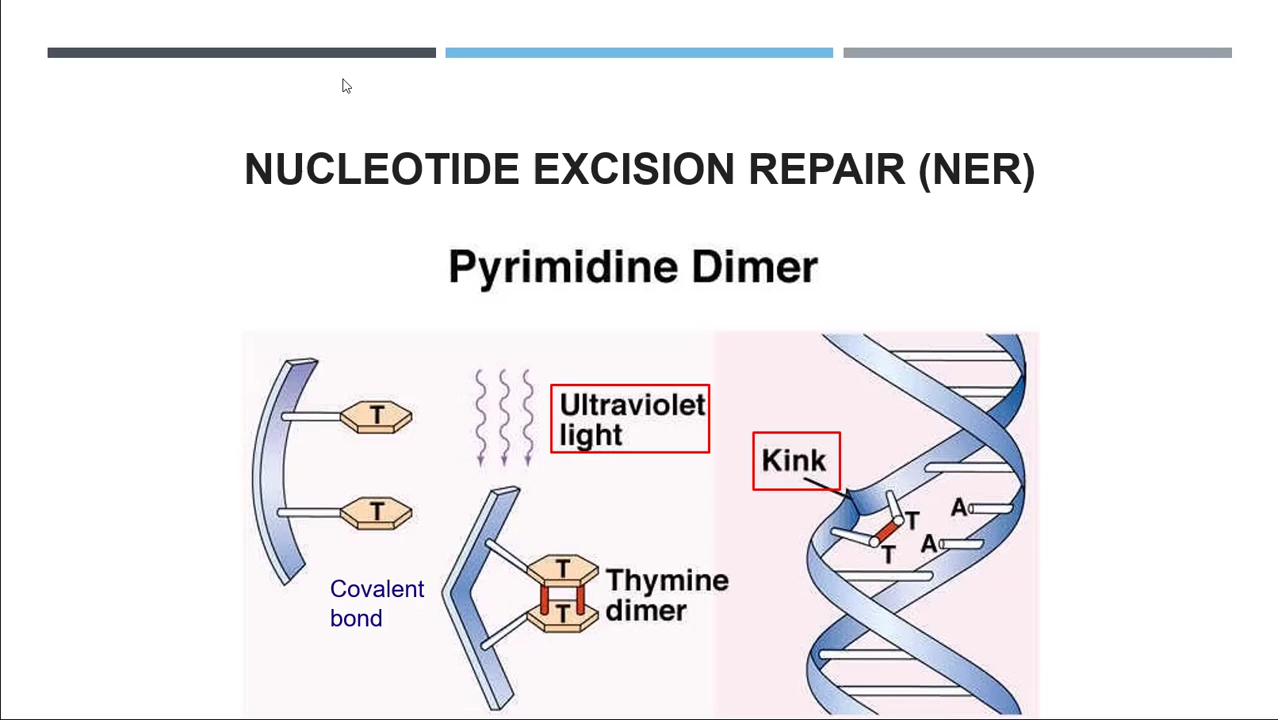 NUCLEOTIDE EXCISION REPAIR (NER)
Pyrimidine Dimer
T
T
Ultraviolet
light
Kink
A
T
A
T
Covalent
bond
T
T
Thymine
dimer